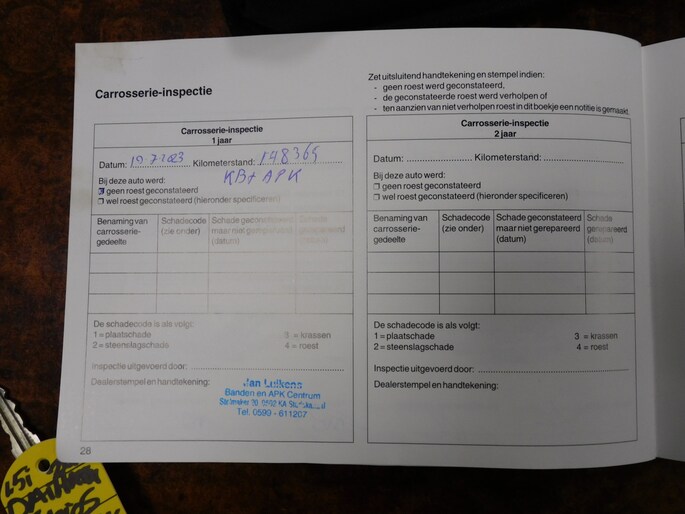 Carrosserie-inspectie
Carrosserie-inspectie
1 jaar
Datum: 19 7 2023 Kilometerstand: 148365
KB+ APK
Bij deze auto werd:
geen roest geconstateerd
wel roest geconstateerd (hieronder specificeren)
Benaming van carrosserie-gedeelte
Schadecode (zie onder)
Schade geconstateerd maar niet gerepareerd (datum)
De schadecode is als volgt:
1 = plaatschade 3 = krassen
2 = steenslagschade 4 = roest
Inspectie uitgevoerd door:
Dealerstempel en handtekening:
Jan Luikens
Banden en APK Centrum
Tel. 0599 - 611207
28
Zet uitsluitend handtekening en stempel indien:
- geen roest werd geconstateerd,
- de geconstateerde roest werd verholpen of
- ten aanzien van niet verholpen roest in dit boekje een notitie is gemaakt.
Carrosserie-inspectie
2 jaar
Datum: Kilometerstand:
Bij deze auto werd:
geen roest geconstateerd
wel roest geconstateerd (hieronder specificeren)
Benaming van carrosserie-gedeelte
Schadecode (zie onder)
Schade geconstateerd maar niet gerepareerd (datum)
Schade gerepareerd (datum)
De schadecode is als volgt:
1 = plaatschade 3 = krassen
2 = steenslagschade 4 = roest
Inspectie uitgevoerd door:
Dealerstempel en handtekening: